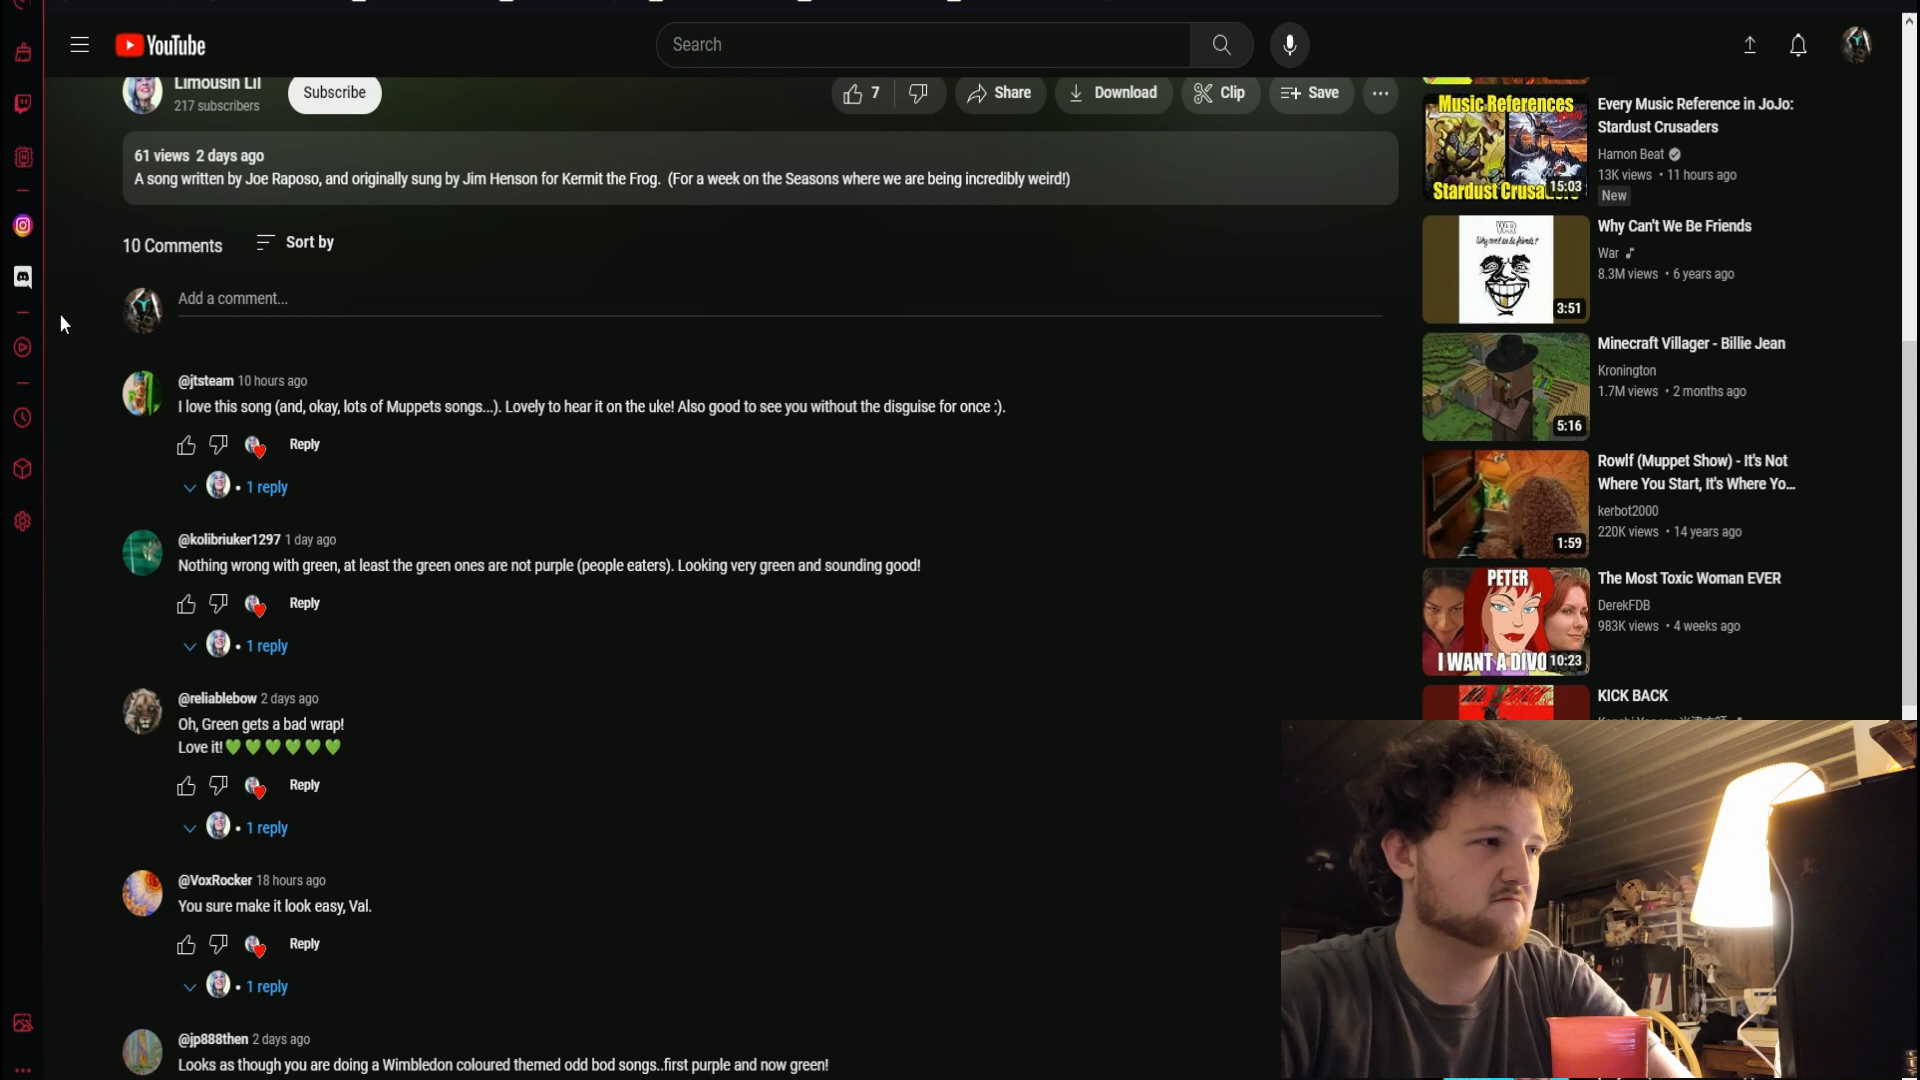 YouTube
Search
Limousin Lil
217 subscribers
Subscribe
7
Share
Download
Clip
Save
61 views 2 days ago
A song written by Joe Raposo, and originally sung by Jim Henson for Kermit the Frog. (For a week on the Seasons where we are being incredibly weird!)
10 Comments
Sort by
Add a comment...
@jtsteam 10 hours ago
I love this song (and, okay, lots of Muppets songs...). Lovely to hear it on the uke! Also good to see you without the disguise for once :).
Reply
• 1 reply
@kolibriuker1297 1 day ago
Nothing wrong with green, at least the green ones are not purple (people eaters). Looking very green and sounding good!
Reply
• 1 reply
@reliablebow 2 days ago
Oh, Green gets a bad wrap!
Love it!💚💚💚💚💚💚
Reply
• 1 reply
@VoxRocker 18 hours ago
You sure make it look easy, Val.
Reply
• 1 reply
@jp888then 2 days ago
Looks as though you are doing a Wimbledon coloured themed odd bod songs..first purple and now green!
Music References
Stardust Crusa
15:03
Every Music Reference in JoJo:
Stardust Crusaders
Hamon Beat
13K views • 11 hours ago
New
WAR
Why can't we be friends?
3:51
Why Can't We Be Friends
War
8.3M views • 6 years ago
5:16
Minecraft Villager - Billie Jean
Kronington
1.7M views • 2 months ago
1:59
Rowlf (Muppet Show) - It's Not
Where You Start, It's Where Yo...
kerbot2000
220K views • 14 years ago
PETER
I WANT A DIVO
10:23
The Most Toxic Woman EVER
DerekFDB
983K views • 4 weeks ago
KICK BACK